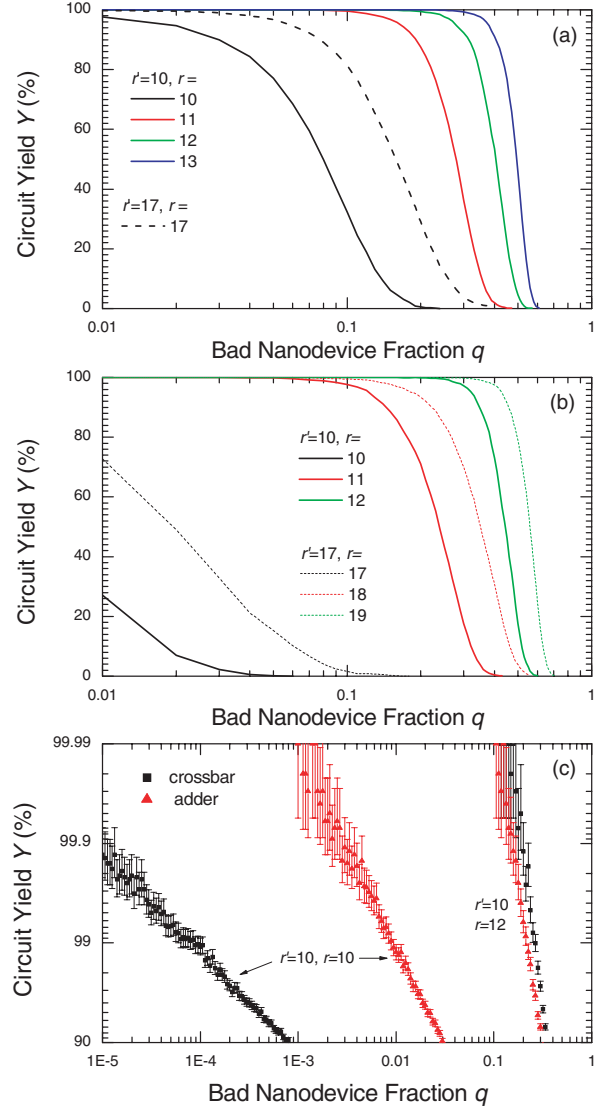 100
80
60
40
20
0
Circuit Yield Y (%)
(a)
r'=10, r =
10
11
12
13
r'=17, r=
17
0.01
0.1
1
Bad Nanodevice Fraction q
100
80
60
40
20
0
Circuit Yield Y (%)
(b)
r'=10, r=
10
11
12
r'=17, r=
17
18
19
0.01
0.1
1
Bad Nanodevice Fraction q
99.99
99.9
99
90
Circuit Yield Y (%)
(c)
crossbar
adder
r'=10
r=12
r'=10, r=10
1E-5
1E-4
1E-3
0.01
0.1
1
Bad Nanodevice Fraction q